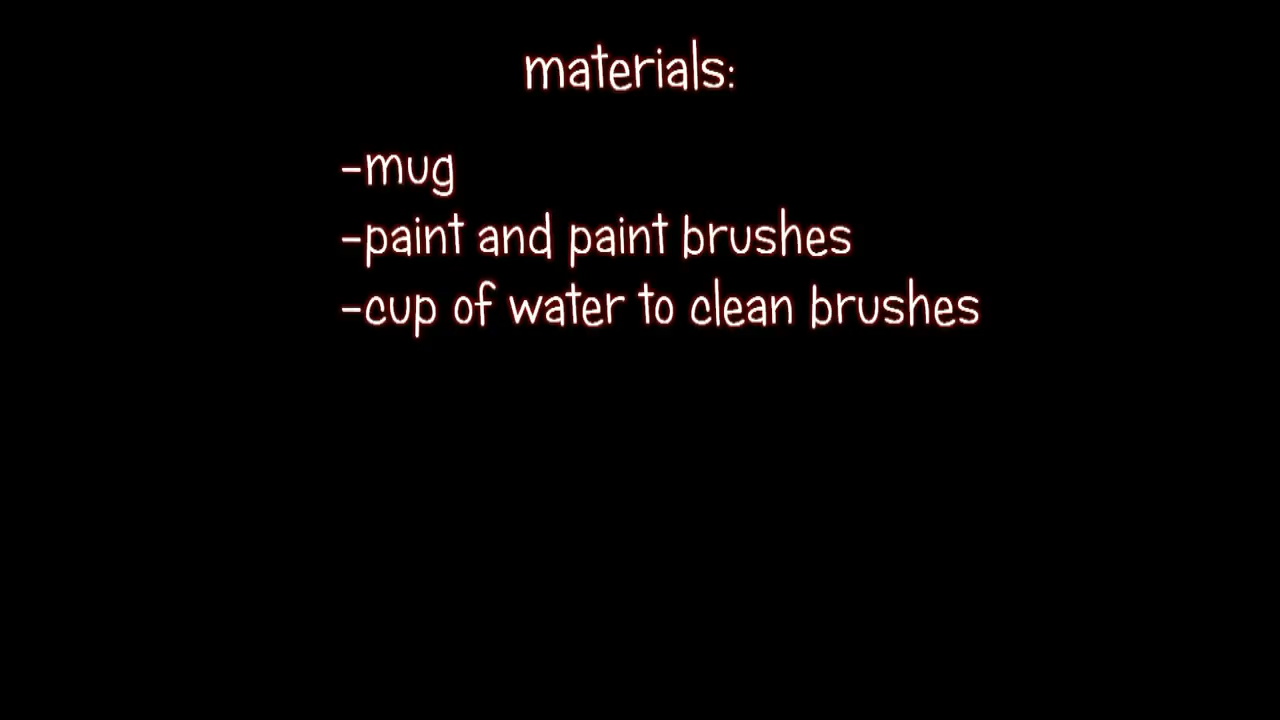 materials:
-mug
-paint and paint brushes
-cup of water to clean brushes